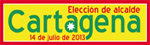 Elección de alcalde
Cartagena
14 de julio de 2013